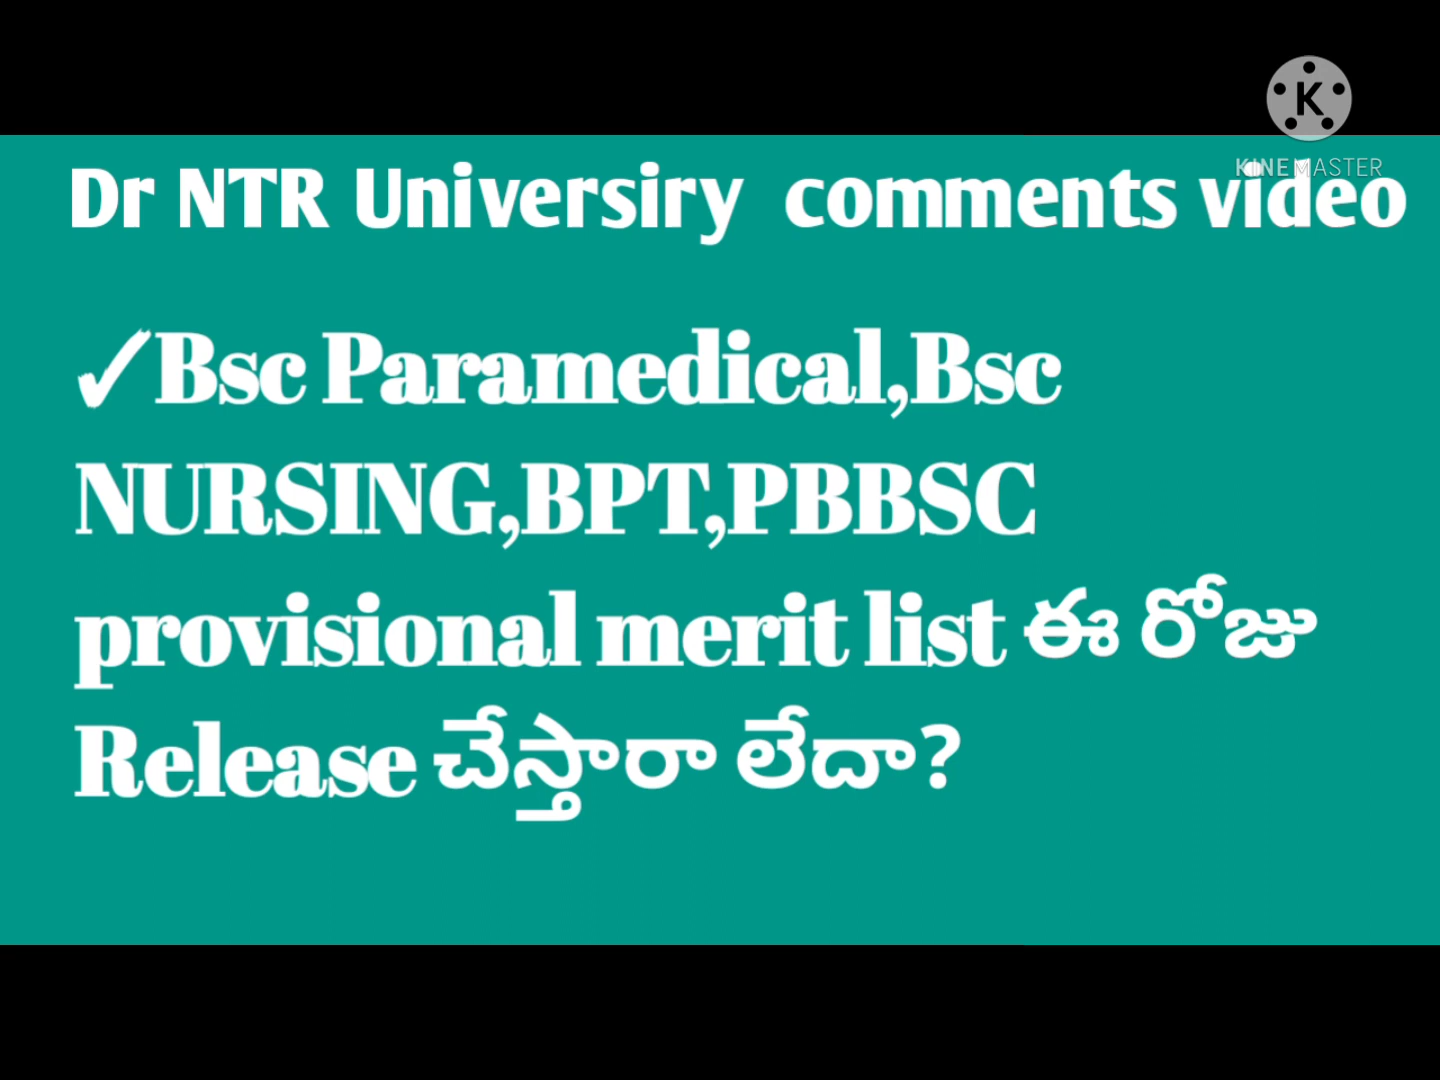 K
KINEMASTER
Dr NTR Universiry comments video
✓Bsc Paramedical,Bsc
NURSING,BPT,PBBSC
provisional merit list ఈ రోజు
Release చేస్తారా లేదా?